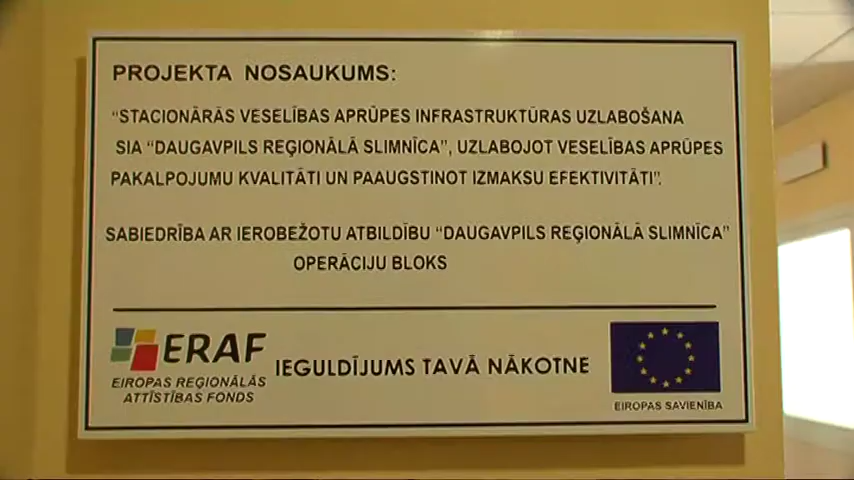 PROJEKTA NOSAUKUMS:
"STACIONĀRĀS VESELĪBAS APRŪPES INFRASTRUKTŪRAS UZLABOŠANA
SIA "DAUGAVPILS REĢIONĀLĀ SLIMNĪCA", UZLABOJOT VESELĪBAS APRŪPES
PAKALPOJUMU KVALITĀTI UN PAAUGSTINOT IZMAKSU EFEKTIVITĀTI".
SABIEDRĪBA AR IEROBEŽOTU ATBILDĪBU "DAUGAVPILS REĢIONĀLĀ SLIMNĪCA"
OPERĀCIJU BLOKS
ERAF
EIROPAS REĢIONĀLĀS
ATTĪSTĪBAS FONDS
IEGULDĪJUMS TAVĀ NĀKOTNE
EIROPAS SAVIENĪBA